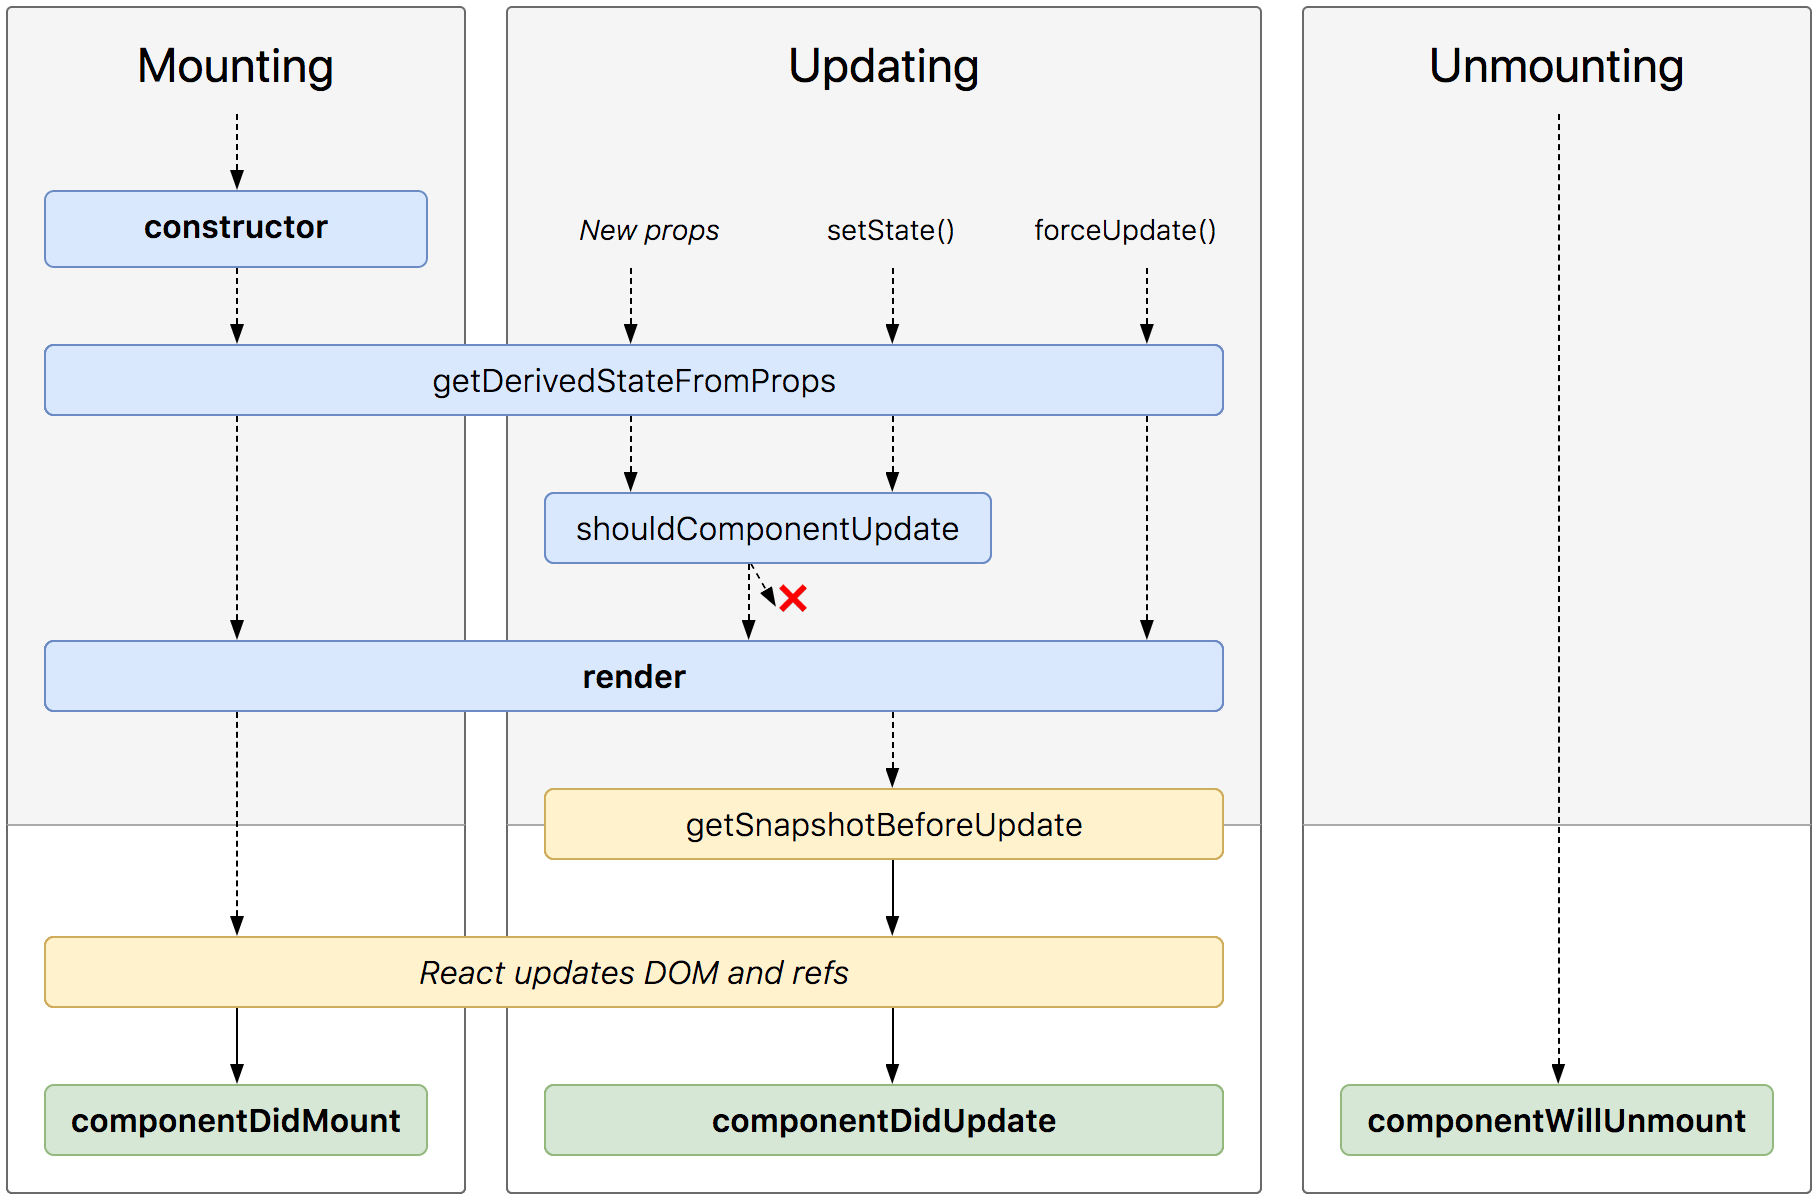 Mounting
Updating
Unmounting
constructor
New props
setState()
forceUpdate()
getDerivedStateFromProps
shouldComponentUpdate
render
getSnapshotBeforeUpdate
React updates DOM and refs
componentDidMount
componentDidUpdate
componentWillUnmount